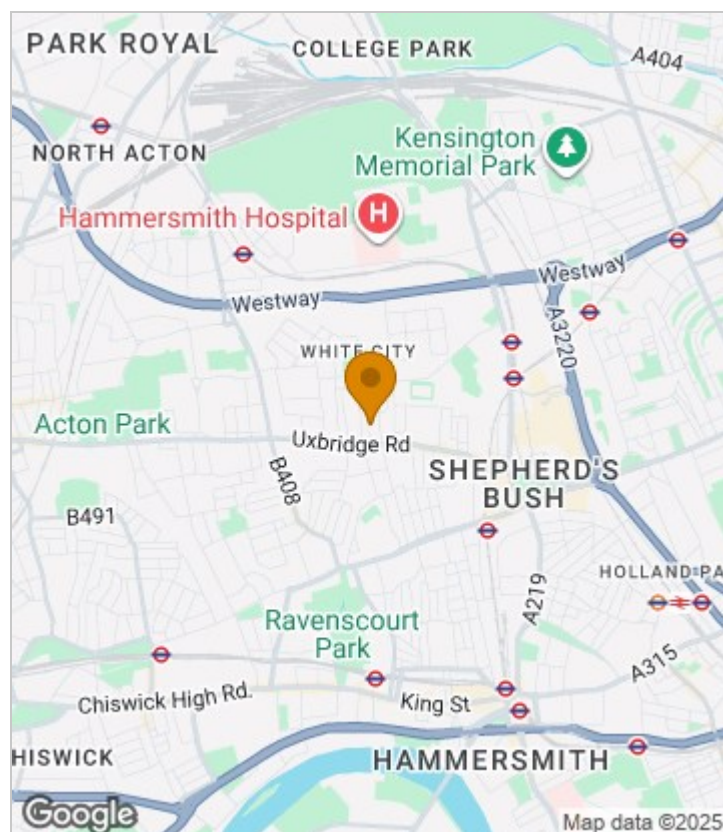 PARK ROYAL
COLLEGE PARK
A404
NORTH ACTON
Kensington
Memorial Park
Hammersmith Hospital
H
Westway
Westway
A3220
WHITE CITY
Acton Park
Uxbridge Rd
SHEPHERD'S
BUSH
B408
B491
HOLLAND PA
A219
Ravenscourt
Park
A315
Chiswick High Rd.
King St
HISWICK
HAMMERSMITH
Google
Map data ©2025